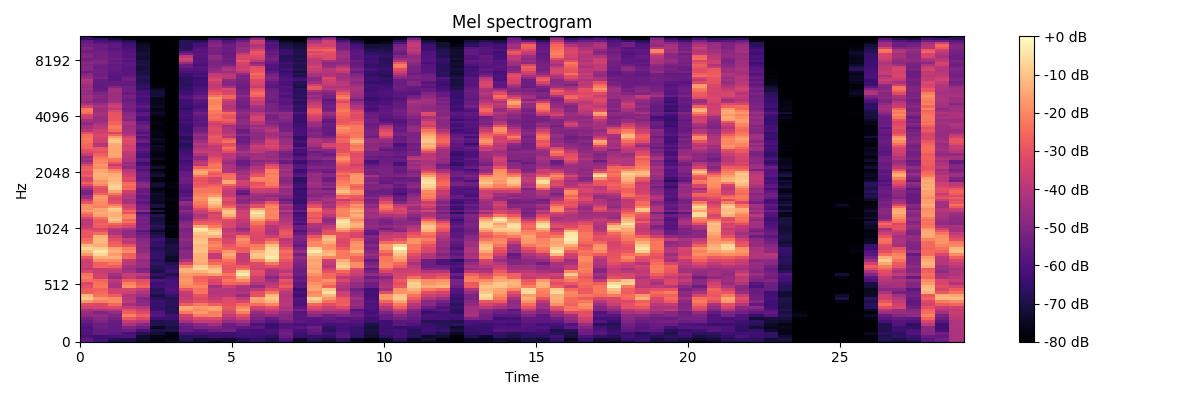 Mel spectrogram
Hz
8192
4096
2048
1024
512
0
0 5 10 15 20 25
Time
+0 dB
-10 dB
-20 dB
-30 dB
-40 dB
-50 dB
-60 dB
-70 dB
-80 dB